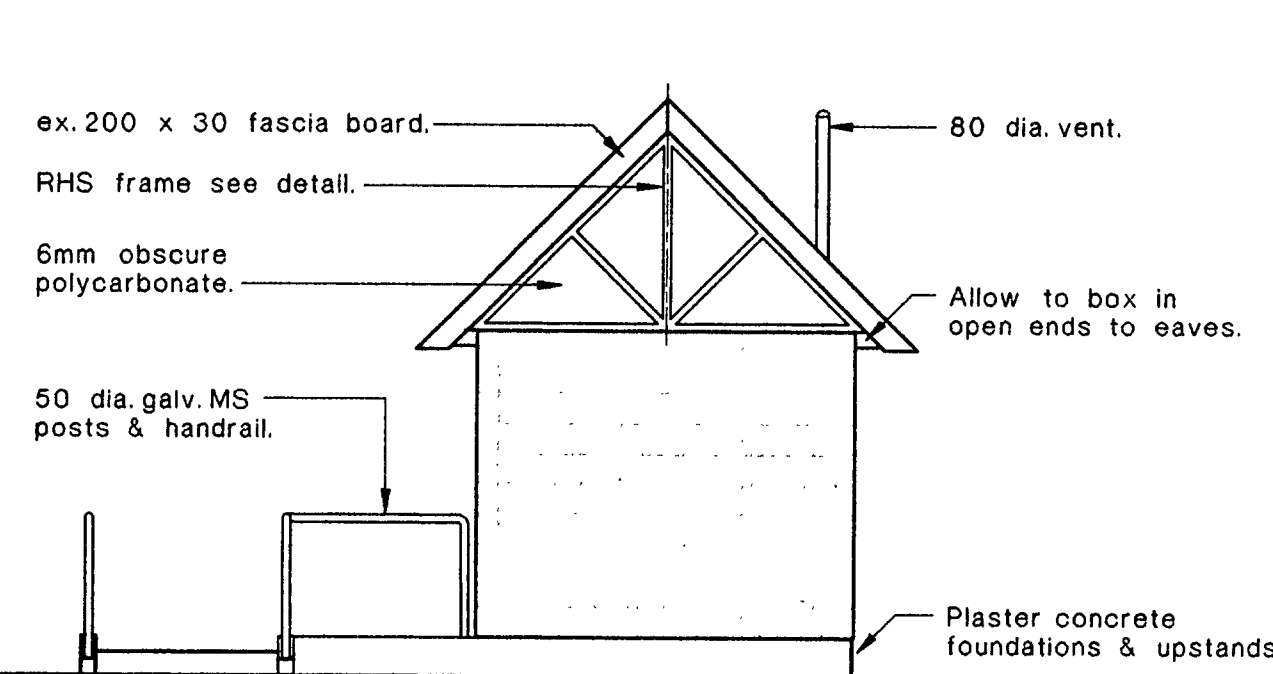 ex. 200 x 30 fascia board.
RHS frame see detail.
6mm obscure
polycarbonate.
50 dia. galv. MS
posts & handrail.
80 dia. vent.
Allow to box in
open ends to eaves.
Plaster concrete
foundations & upstands